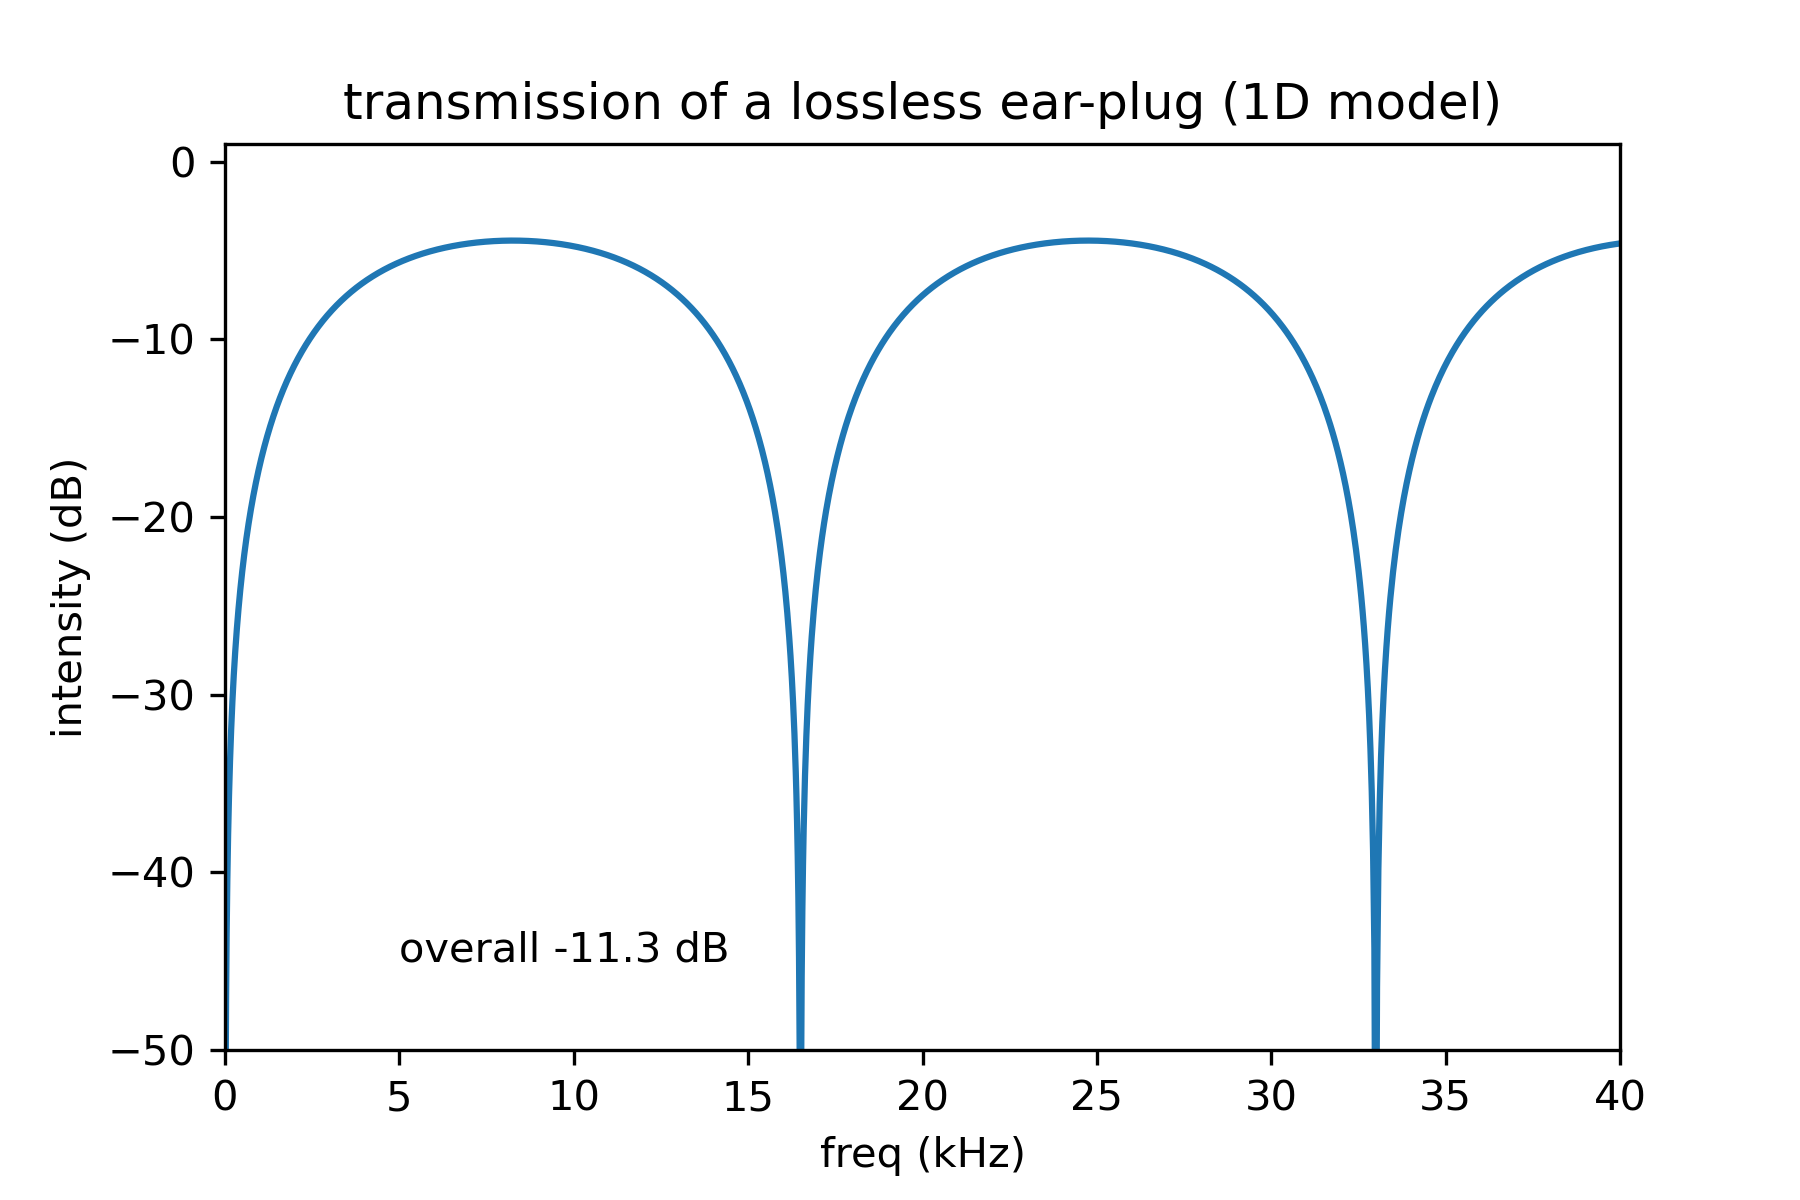 transmission of a lossless ear-plug (1D model)
0
−10
−20
−30
−40
−50
intensity (dB)
overall -11.3 dB
0 5 10 15 20 25 30 35 40
freq (kHz)